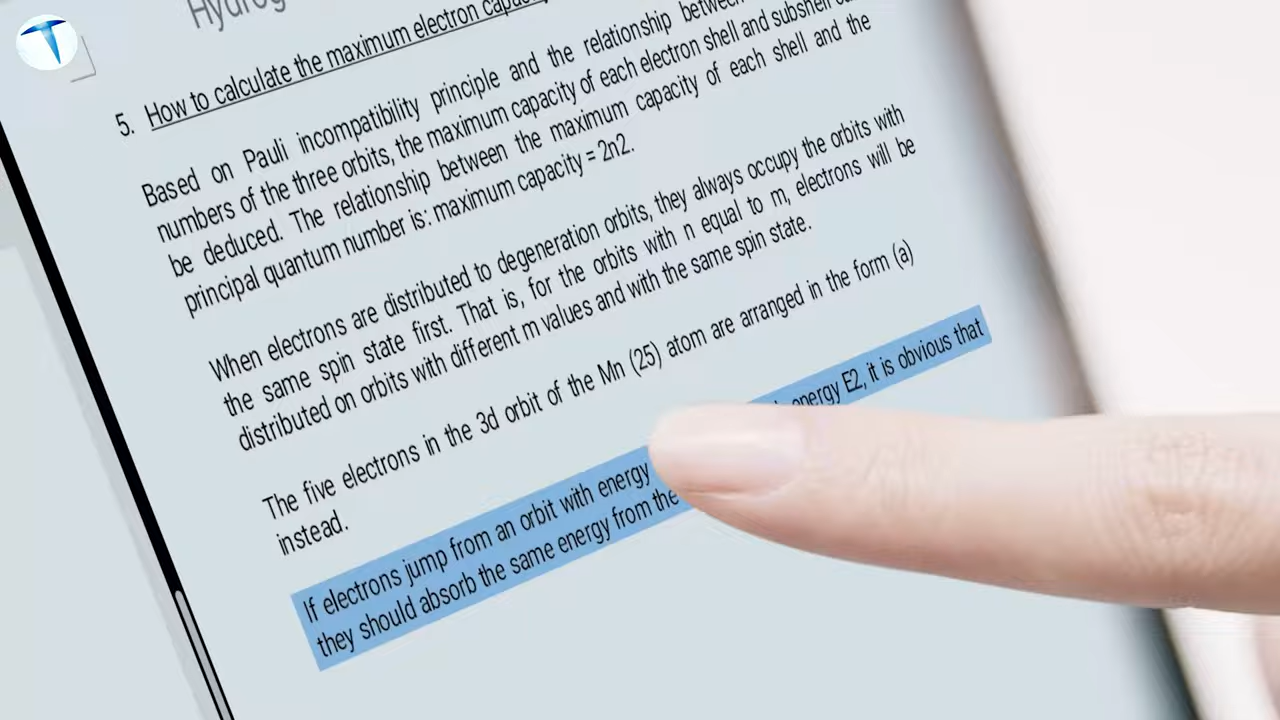 5. How to calculate the maximum electron
Based on Pauli incompatibility principle and the relationship between
numbers of the three orbits, the maximum capacity of each electron shell and subshell
be deduced. The relationship between the maximum capacity of each shell and the
principal quantum number is: maximum capacity = 2n2.
When electrons are distributed to degeneration orbits, they always occupy the orbits with
the same spin state first. That is, for the orbits with n equal to m, electrons will be
distributed on orbits with different m values and with the same spin state.
The five electrons in the 3d orbit of the Mn (25) atom are arranged in the form (a)
instead.
If electrons jump from an orbit with energy energy E2, it is obvious that
they should absorb the same energy from the